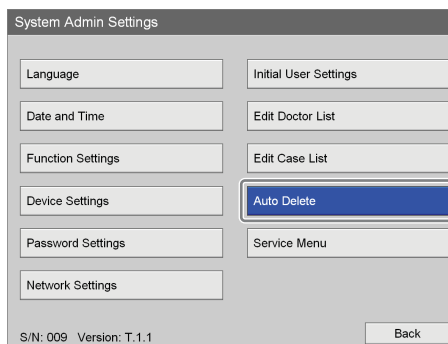 System Admin Settings
Language
Initial User Settings
Date and Time
Edit Doctor List
Function Settings
Edit Case List
Device Settings
Auto Delete
Password Settings
Service Menu
Network Settings
S/N: 009 Version: T.1.1
Back